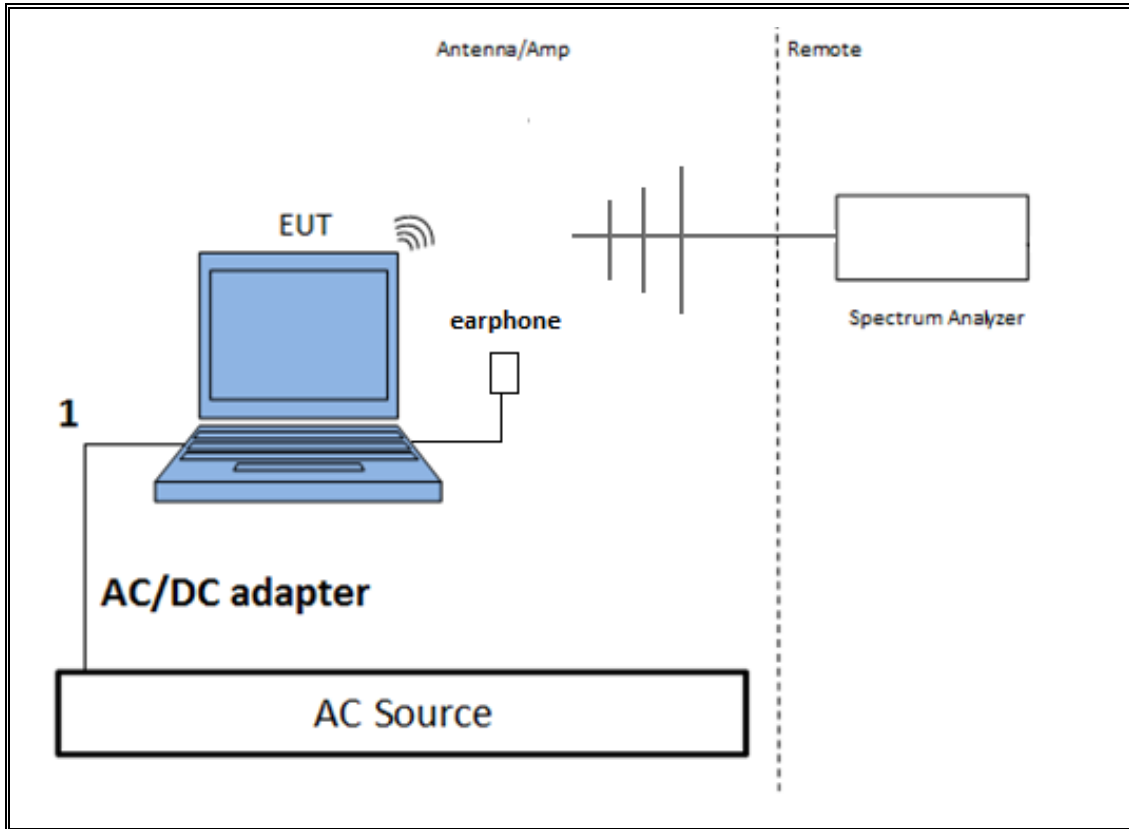 Antenna/Amp
Remote
EUT
earphone
Spectrum Analyzer
1
AC/DC adapter
AC Source